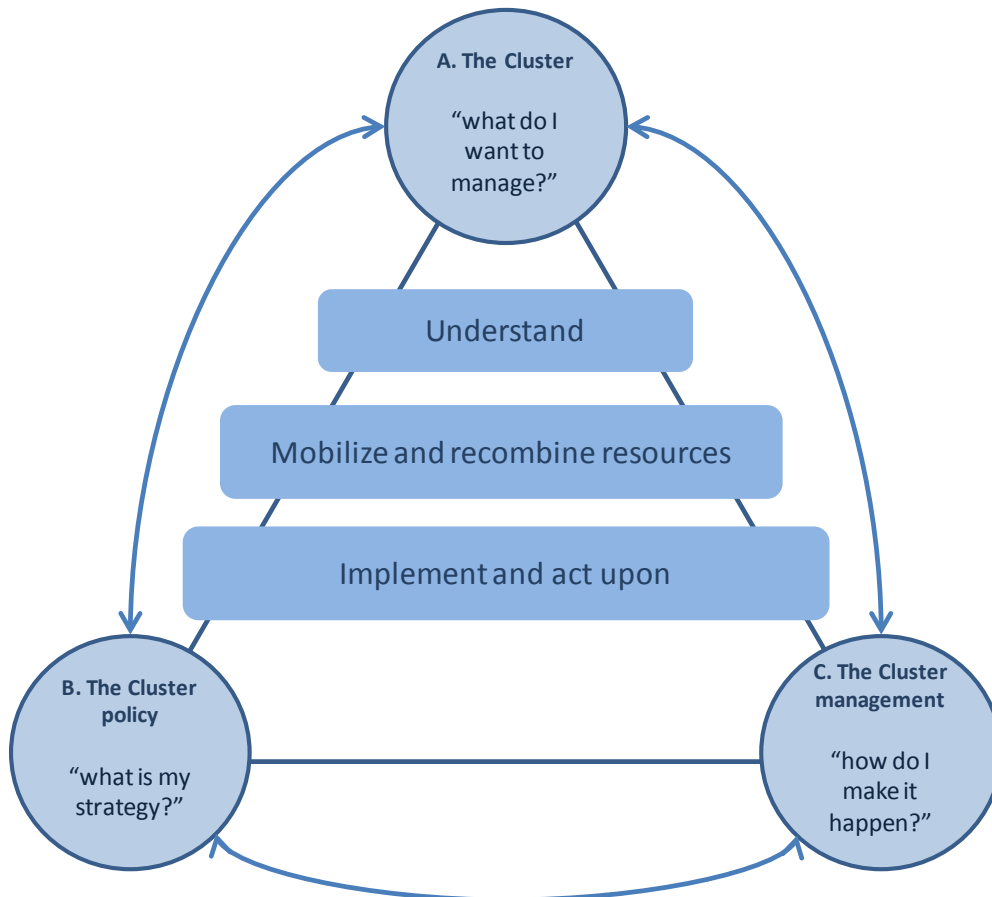 A. The Cluster
“what do I
want to
manage?”
Understand
Mobilize and recombine resources
Implement and act upon
B. The Cluster
policy
“what is my
strategy?”
C. The Cluster
management
“how do I
make it
happen?”